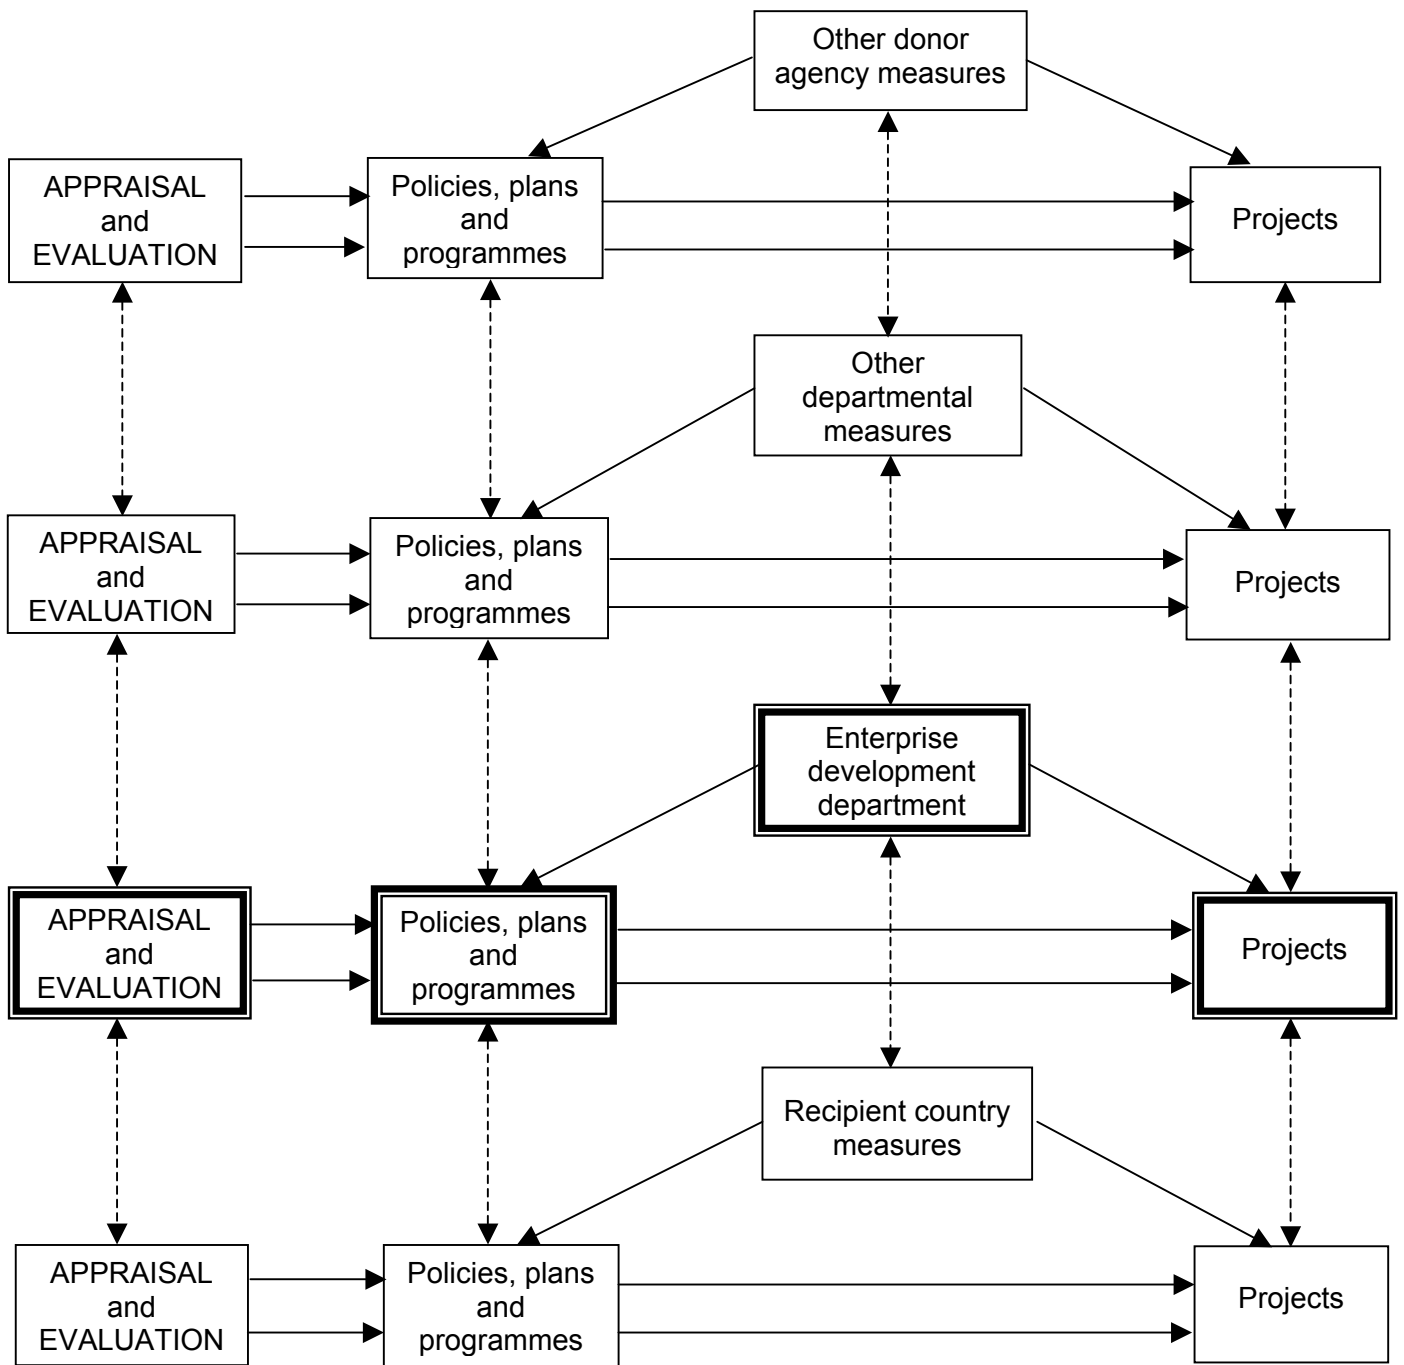 Other donor
agency measures
APPRAISAL
and
EVALUATION
Policies, plans
and
programmes
Projects
Other
departmental
measures
APPRAISAL
and
EVALUATION
Policies, plans
and
programmes
Projects
Enterprise
development
department
APPRAISAL
and
EVALUATION
Policies, plans
and
programmes
Projects
Recipient country
measures
APPRAISAL
and
EVALUATION
Policies, plans
and
programmes
Projects